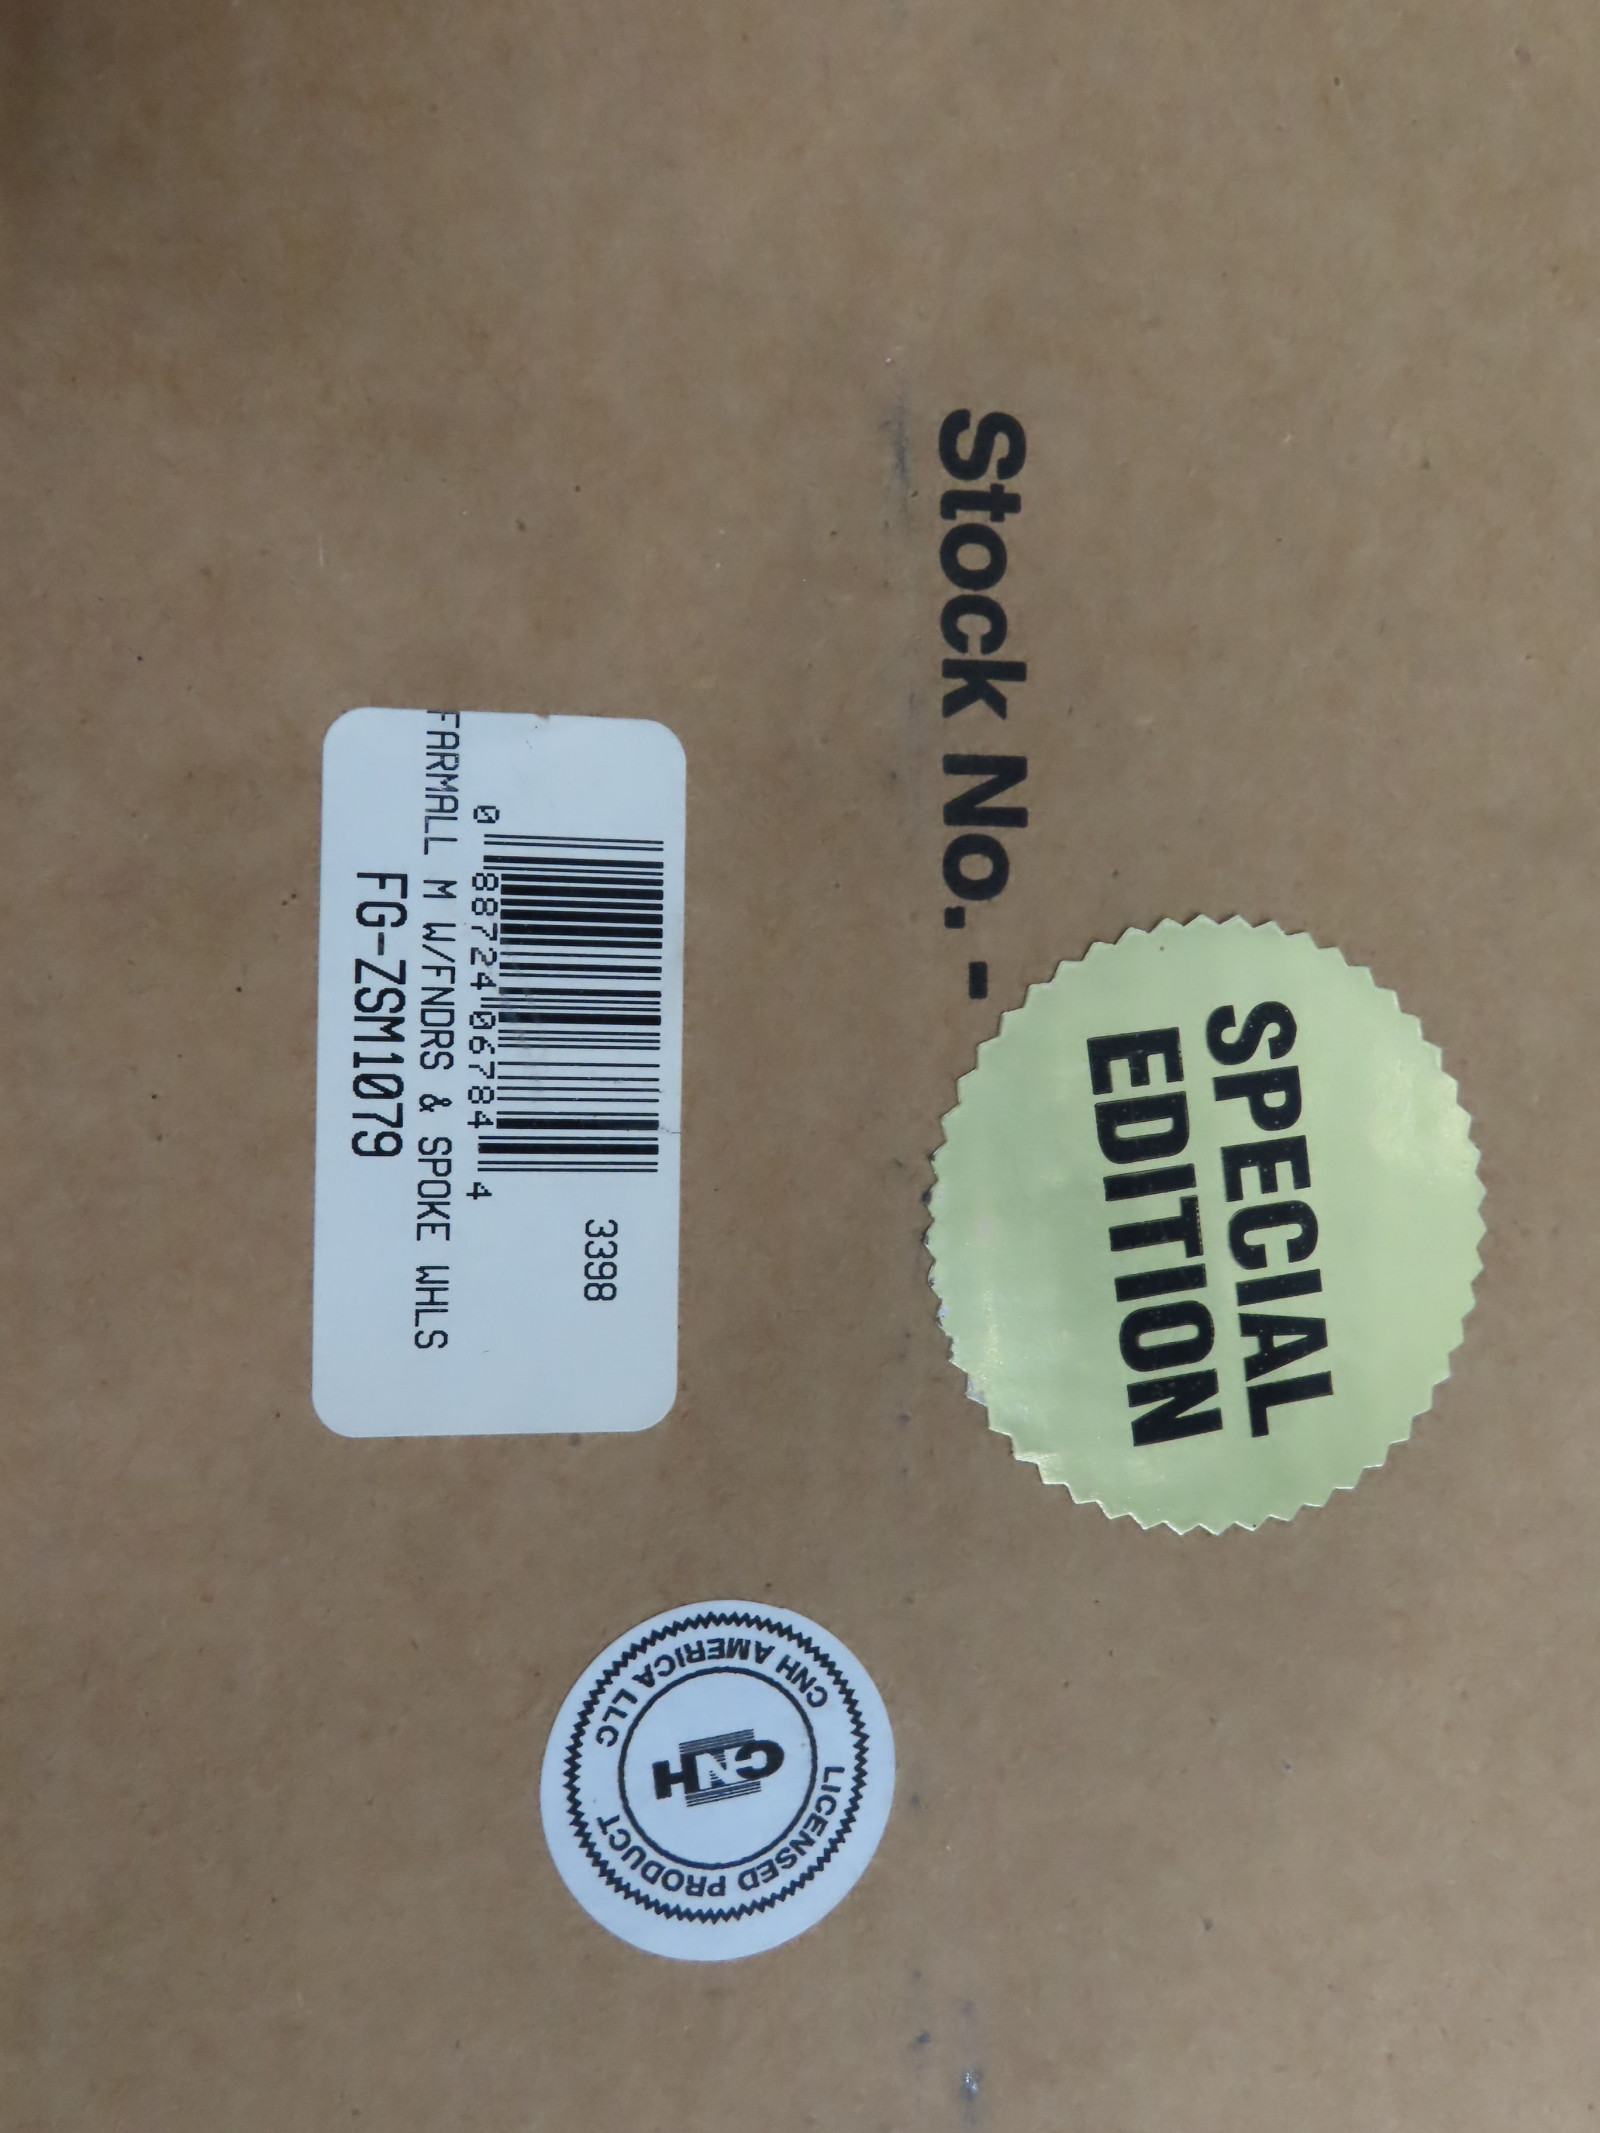 Stock No. -
SPECIAL
EDITION
3398
0 88724 06784 4
FARMALL M W/FNDRS & SPOKE WHLS
FG-ZSM1079
CNH AMERICA LLC
CNH
LICENSED PRODUCT